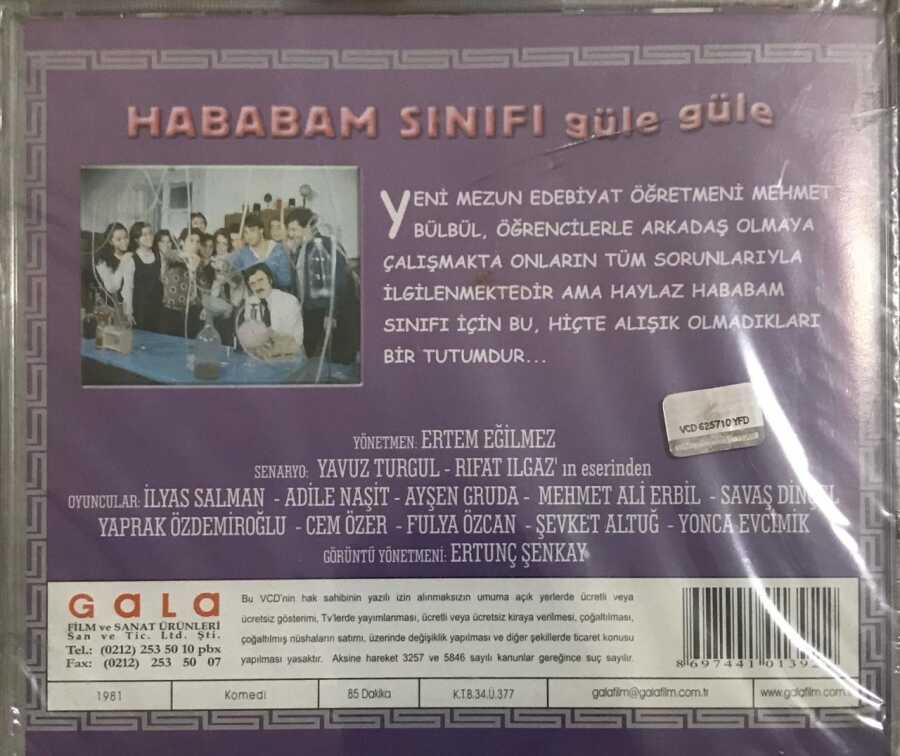 HABABAM SINIFI güle güle
YENİ MEZUN EDEBİYAT ÖĞRETMENİ MEHMET
BÜLBÜL, ÖĞRENCİLERLE ARKADAŞ OLMAYA
ÇALIŞMAKTA ONLARIN TÜM SORUNLARIYLA
İLGİLENMEKTEDİR AMA HAYLAZ HABABAM
SINIFI İÇİN BU, HİÇTE ALIŞIK OLMADIKLARI
BİR TUTUMDUR...
VCD 625710 YFD
YÖNETMEN: ERTEM EĞİLMEZ
SENARYO: YAVUZ TURGUL - RIFAT ILGAZ' ın eserinden
OYUNCULAR: İLYAS SALMAN - ADİLE NAŞİT - AYŞEN GRUDA - MEHMET ALİ ERBİL - SAVAŞ DİNÇEL
YAPRAK ÖZDEMİROĞLU - CEM ÖZER - FULYA ÖZCAN - ŞEVKET ALTUĞ - YONCA EVCİMİK
GÖRÜNTÜ YÖNETMENİ: ERTUNÇ ŞENKAY
GALA
FİLM ve SANAT ÜRÜNLERİ
San ve Tic. Ltd. Şti.
Tel.: (0212) 253 50 10 pbx
Fax: (0212) 253 50 07
Bu VCD'nin hak sahibinin yazılı izin alınmaksızın umuma açık yerlerde ücretli veya
ücretsiz gösterimi, Tv'lerde yayımlanması, ücretli veya ücretsiz kiraya verilmesi, çoğaltılması,
çoğaltılmış nüshaların satımı, üzerinde değişiklik yapılması ve diğer şekillerde ticaret konusu
yapılması yasaktır. Aksine hareket 3257 ve 5846 sayılı kanunlar gereğince suç sayılır.
8 697441 0139
1981
Komedi
85 Dakika
K.T.B.34.Ü.377
galafilm@galafilm.com.tr
www.galafilm.com.